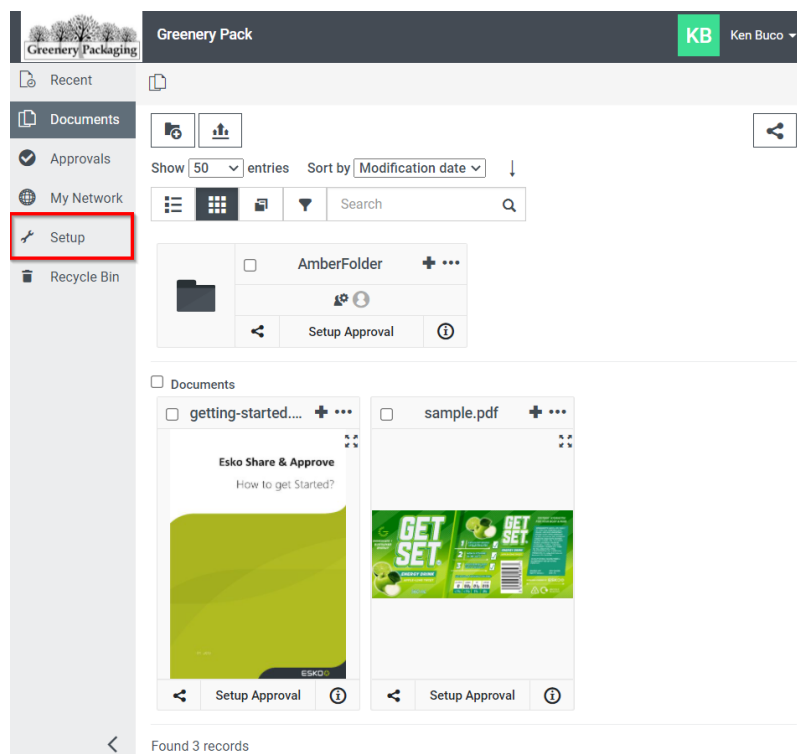 Greenery Packaging
Greenery Pack
KB
Ken Buco
Recent
Documents
Approvals
My Network
Setup
Recycle Bin
Show 50 entries Sort by Modification date
Search
AmberFolder
Setup Approval
Documents
getting-started....
sample.pdf
Esko Share & Approve
How to get Started?
ESKO
GET
SET
ENERGY DRINK
GET
SET
Setup Approval
Setup Approval
Found 3 records